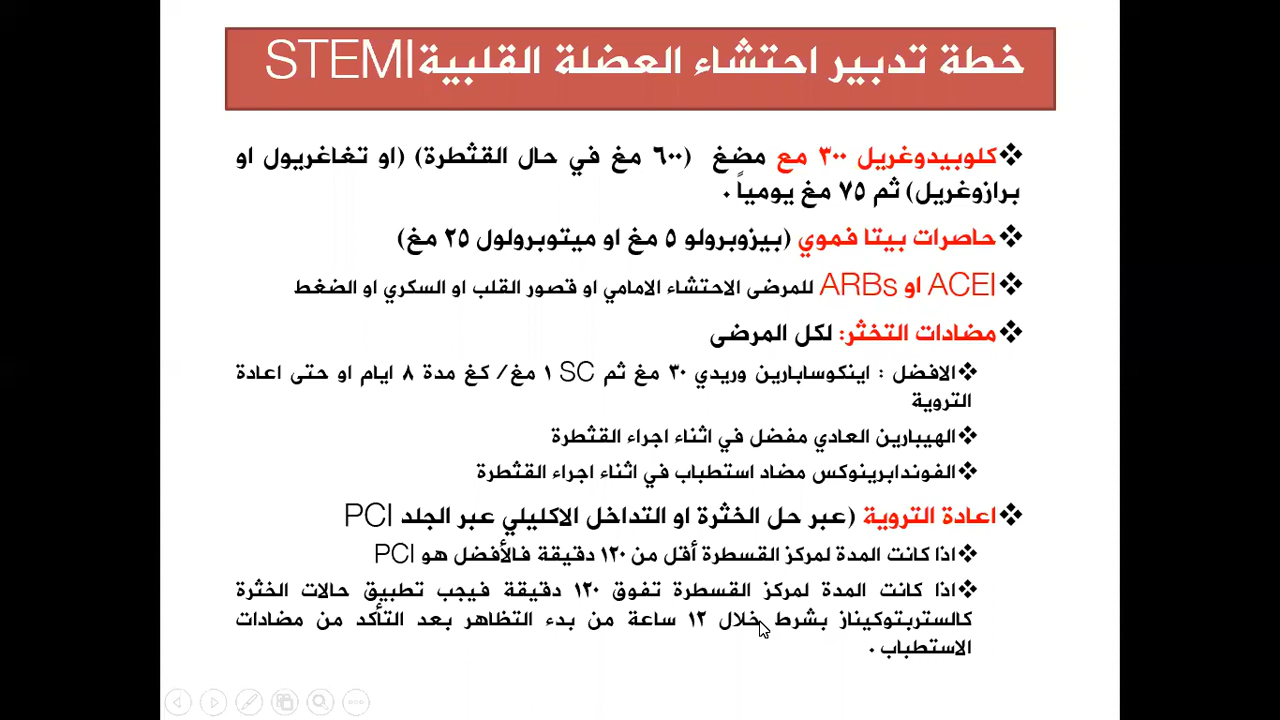 خطة تدبير احتشاء العضلة القلبية STEMI
❖كلوبيدوغريل ٣٠٠ مع مضغ (٦٠٠ مغ في حال القثطرة) (او تغاغريول او
برازوغريل) ثم ٧٥ مغ يومياً .
❖حاصرات بيتا فموي (بيزوبرولو ٥ مغ او ميتوبرولول ٢٥ مغ)
❖ACEI او ARBs للمرضى الاحتشاء الامامي او قصور القلب او السكري او الضغط
❖مضادات التخثر: لكل المرضى
❖الافضل : اينكوسابارين وريدي ٣٠ مغ ثم SC ١ مغ/ كغ مدة ٨ ايام او حتى اعادة
التروية
❖الهيبارين العادي مفضل في اثناء اجراء القثطرة
❖الفوندابرينوكس مضاد استطباب في اثناء اجراء القثطرة
❖اعادة التروية (عبر حل الخثرة او التداخل الاكليلي عبر الجلد PCI
❖اذا كانت المدة لمركز القسطرة أقل من ١٢٠ دقيقة فالأفضل هو PCI
❖اذا كانت المدة لمركز القسطرة تفوق ١٢٠ دقيقة فيجب تطبيق حالات الخثرة
كالستربتوكيناز بشرط خلال ١٢ ساعة من بدء التظاهر بعد التأكد من مضادات
الاستطباب .